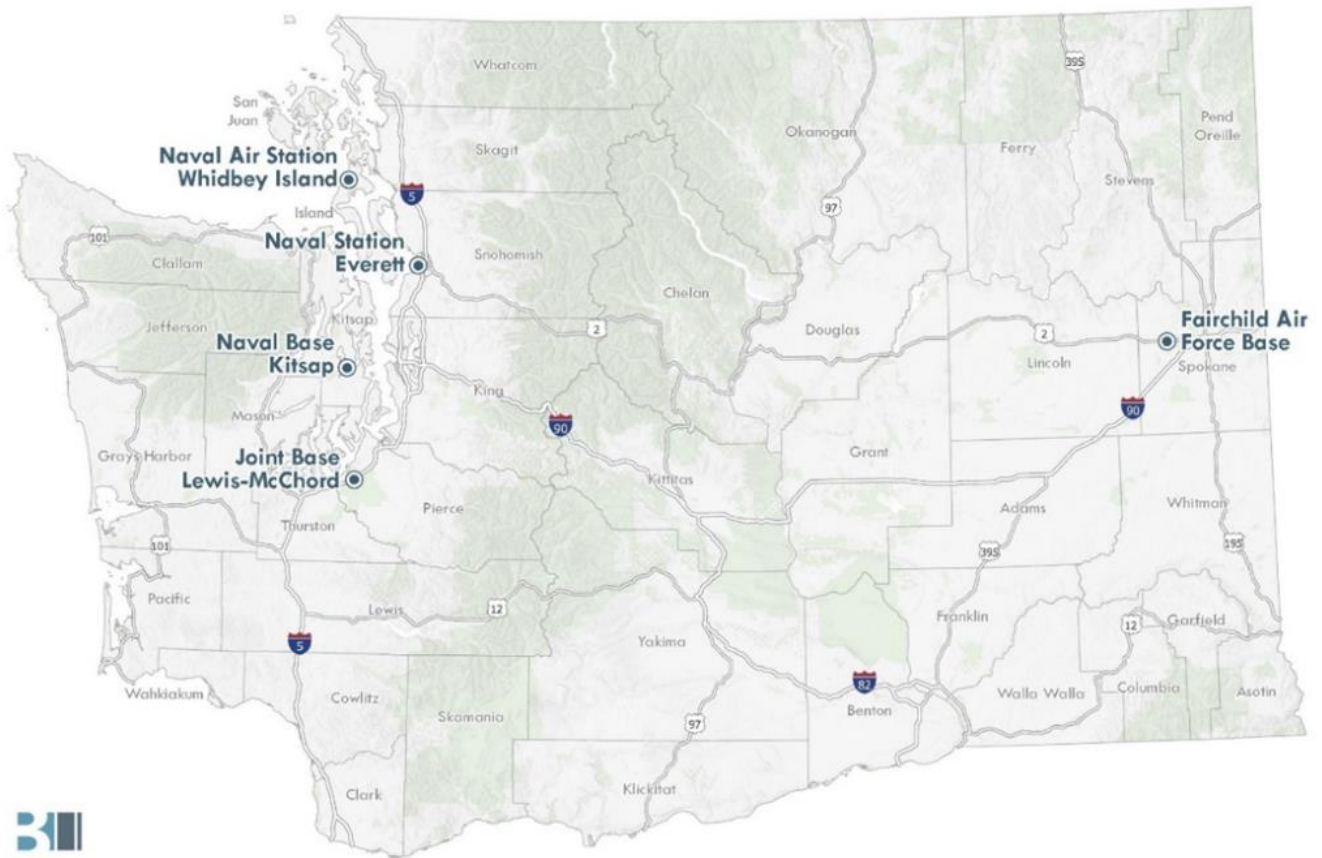 Whatcom
395
San
Juan
Okanogan
Pend
Oreille
Skagit
Ferry
Naval Air Station
Whidbey Island
Stevens
5
97
Island
101
Naval Station
Everett
Snohomish
Clallam
Chelan
Jefferson
Kitsap
2
Douglas
2
Fairchild Air
Force Base
Naval Base
Kitsap
Lincoln
Spokane
King
Mason
90
90
Grays Harbor
Joint Base
Lewis-McChord
Grant
Kittitas
Pierce
Adams
Whitman
Thurston
101
395
195
Pacific
Lewis
12
Franklin
12
Garfield
5
Yakima
82
Wahkiakum
Cowlitz
Skamania
97
Benton
Walla Walla
Columbia
Asotin
Klickitat
Clark